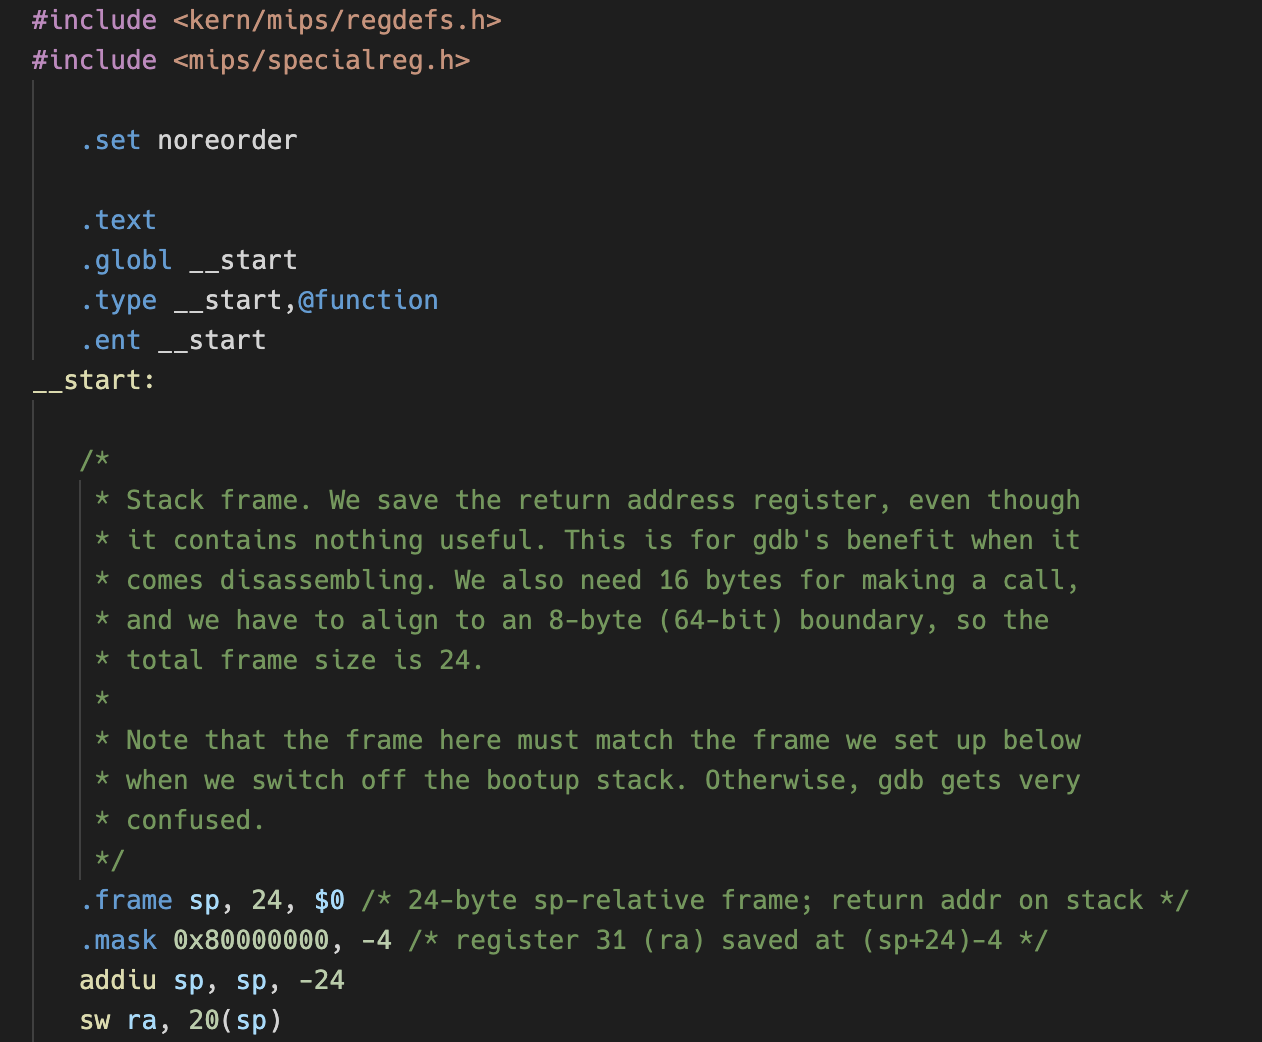 #include <kern/mips/regdefs.h>
#include <mips/specialreg.h>
.set noreorder
.text
.globl __start
.type __start,@function
.ent __start
__start:
/*
* Stack frame. We save the return address register, even though
* it contains nothing useful. This is for gdb's benefit when it
* comes disassembling. We also need 16 bytes for making a call,
* and we have to align to an 8-byte (64-bit) boundary, so the
* total frame size is 24.
*
* Note that the frame here must match the frame we set up below
* when we switch off the bootup stack. Otherwise, gdb gets very
* confused.
*/
.frame sp, 24, $0 /* 24-byte sp-relative frame; return addr on stack */
.mask 0x80000000, -4 /* register 31 (ra) saved at (sp+24)-4 */
addiu sp, sp, -24
sw ra, 20(sp)